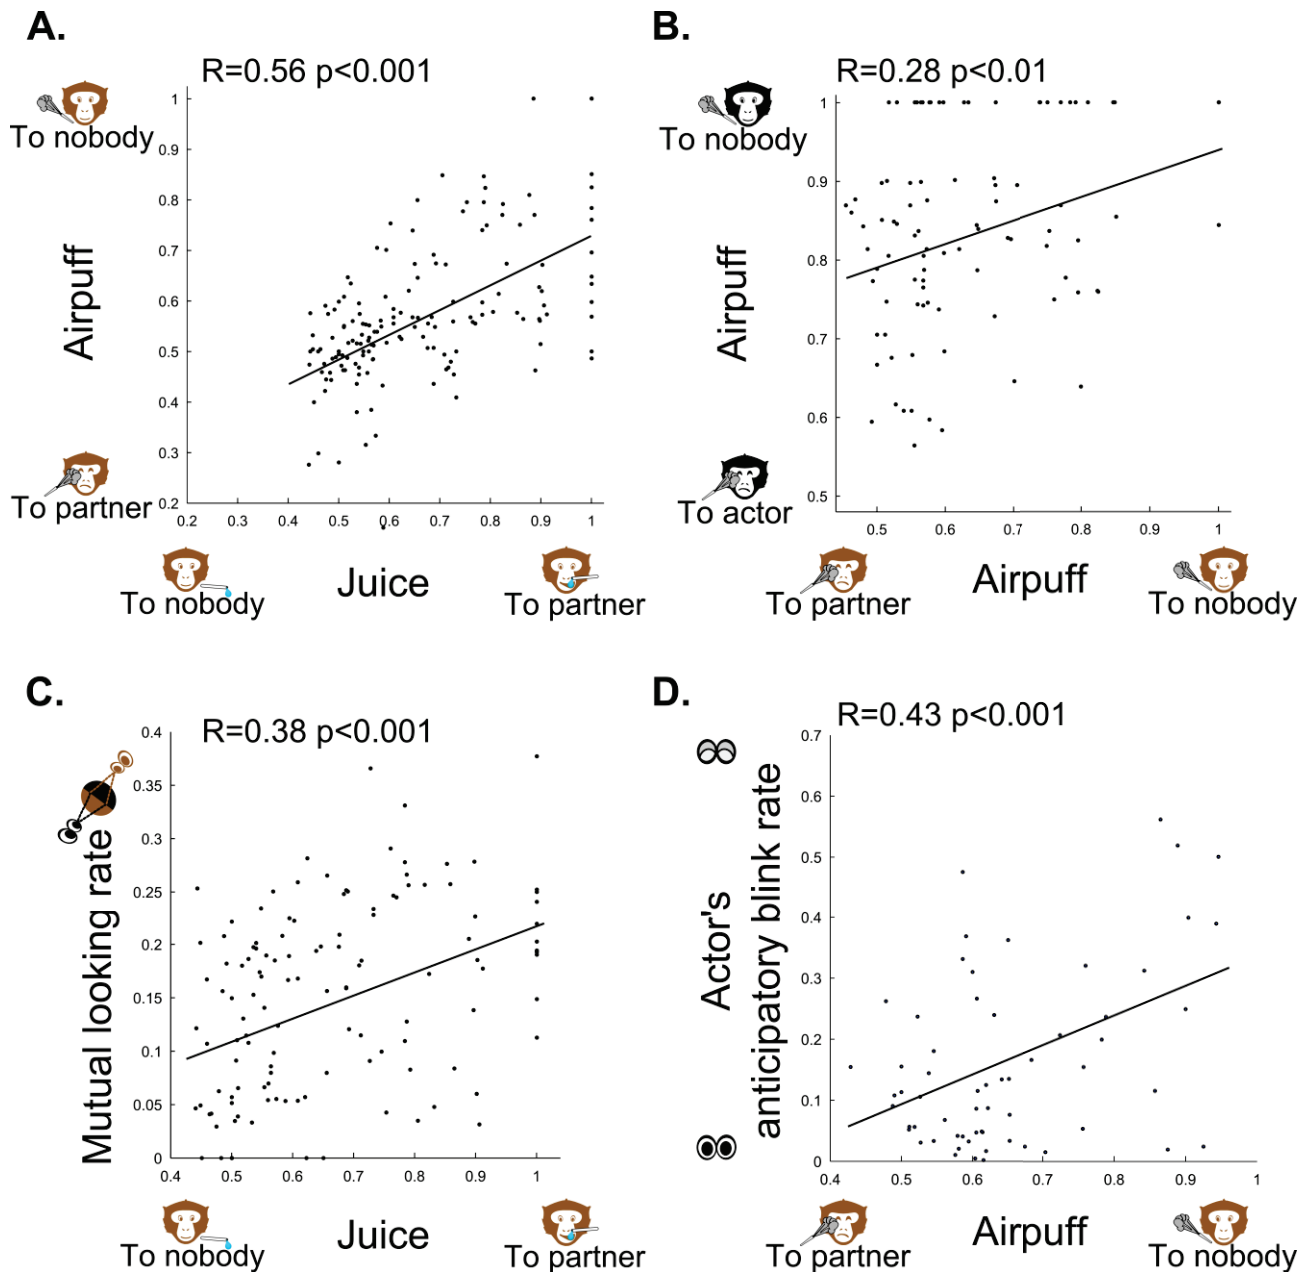 A.
R=0.56 p<0.001
To nobody
Airpuff
To partner
1
0.9
0.8
0.7
0.6
0.5
0.4
0.3
0.2
0.2 0.3 0.4 0.5 0.6 0.7 0.8 0.9 1
To nobody
Juice
To partner
B.
R=0.28 p<0.01
To nobody
Airpuff
To actor
1
0.9
0.8
0.7
0.6
0.5
0.5 0.6 0.7 0.8 0.9 1
To partner
Airpuff
To nobody
C.
R=0.38 p<0.001
Mutual looking rate
0.4
0.35
0.3
0.25
0.2
0.15
0.1
0.05
0
0.4 0.5 0.6 0.7 0.8 0.9 1
To nobody
Juice
To partner
D.
R=0.43 p<0.001
Actor's
anticipatory blink rate
0.7
0.6
0.5
0.4
0.3
0.2
0.1
0
0.4 0.5 0.6 0.7 0.8 0.9 1
To partner
Airpuff
To nobody